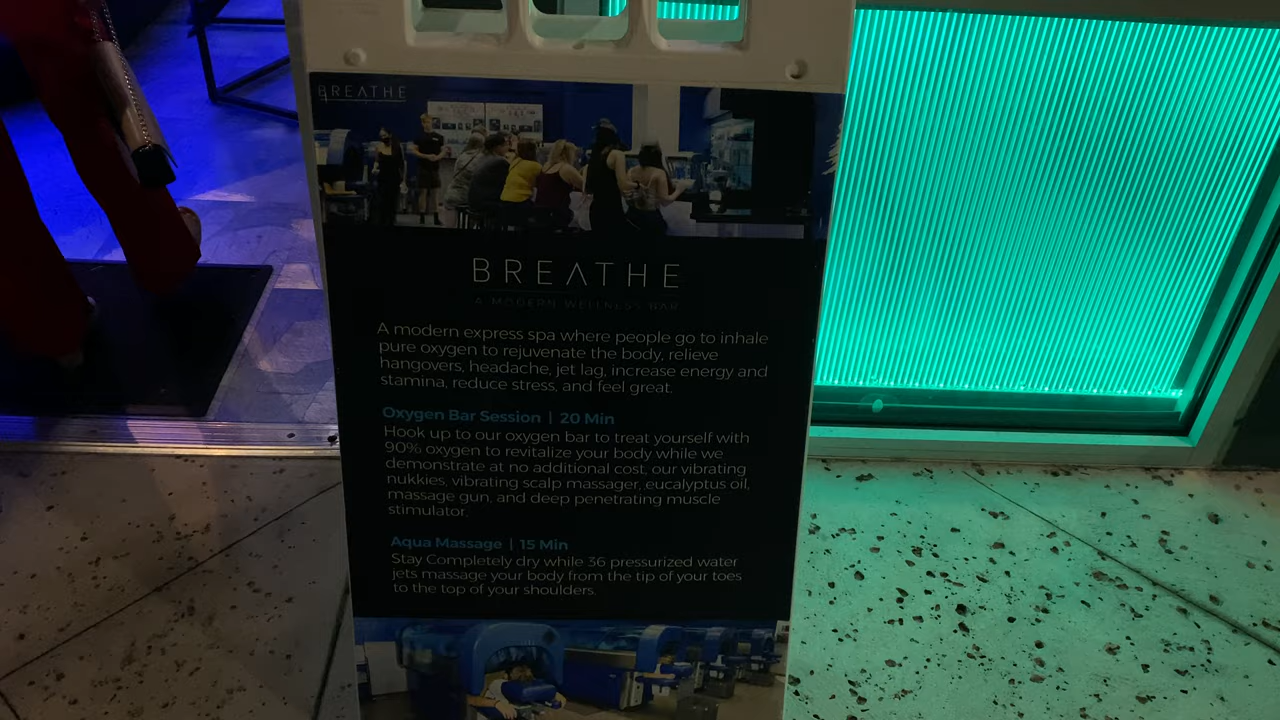 BREATHE
BREATHE
A MODERN WELLNESS BAR
A modern express spa where people go to inhale
pure oxygen to rejuvenate the body, relieve
hangovers, headache, jet lag, increase energy and
stamina, reduce stress, and feel great.
Oxygen Bar Session | 20 Min
Hook up to our oxygen bar to treat yourself with
90% oxygen to revitalize your body while we
demonstrate at no additional cost, our vibrating
nukkies, vibrating scalp massager, eucalyptus oil,
massage gun, and deep penetrating muscle
stimulator.
Aqua Massage | 15 Min
Stay Completely dry while 36 pressurized water
jets massage your body from the tip of your toes
to the top of your shoulders.